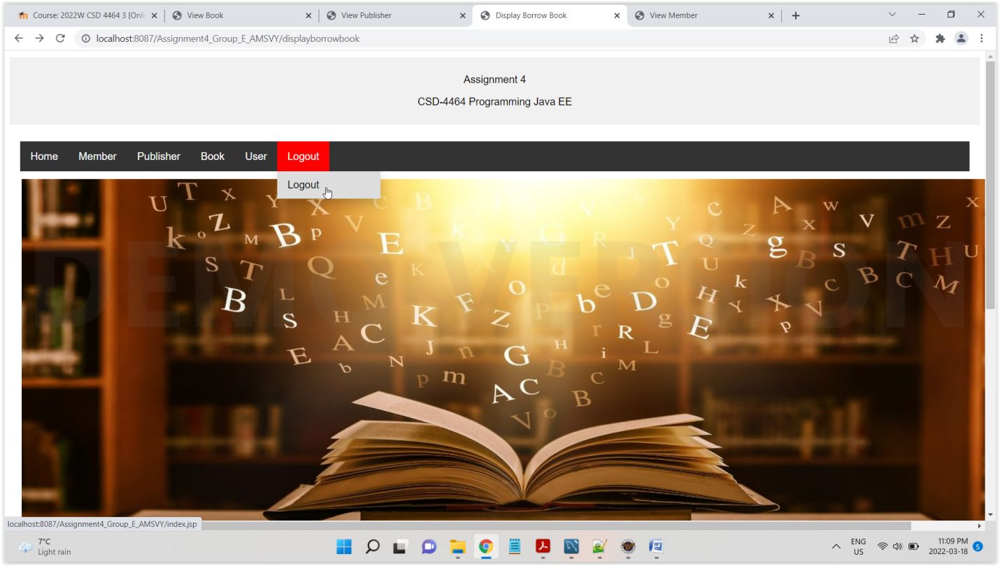 Course: 2022W CSD 4464 3 [Onli
View Book
View Publisher
Display Borrow Book
View Member
localhost:8087/Assignment4_Group_E_AMSVY/displayborrowbook
Assignment 4
CSD-4464 Programming Java EE
Home Member Publisher Book User Logout
Logout
DEMO VERSION
localhost:8087/Assignment4_Group_E_AMSVY/index.jsp
7°C
Light rain
ENG
US
11:09 PM
2022-03-18
5